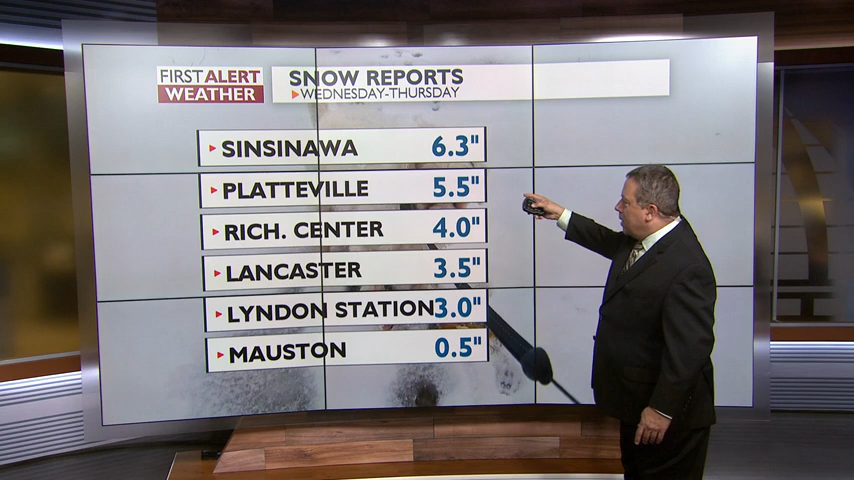 FIRST ALERT
WEATHER
SNOW REPORTS
WEDNESDAY-THURSDAY
SINSINAWA 6.3"
PLATTEVILLE 5.5"
RICH. CENTER 4.0"
LANCASTER 3.5"
LYNDON STATION 3.0"
MAUSTON 0.5"